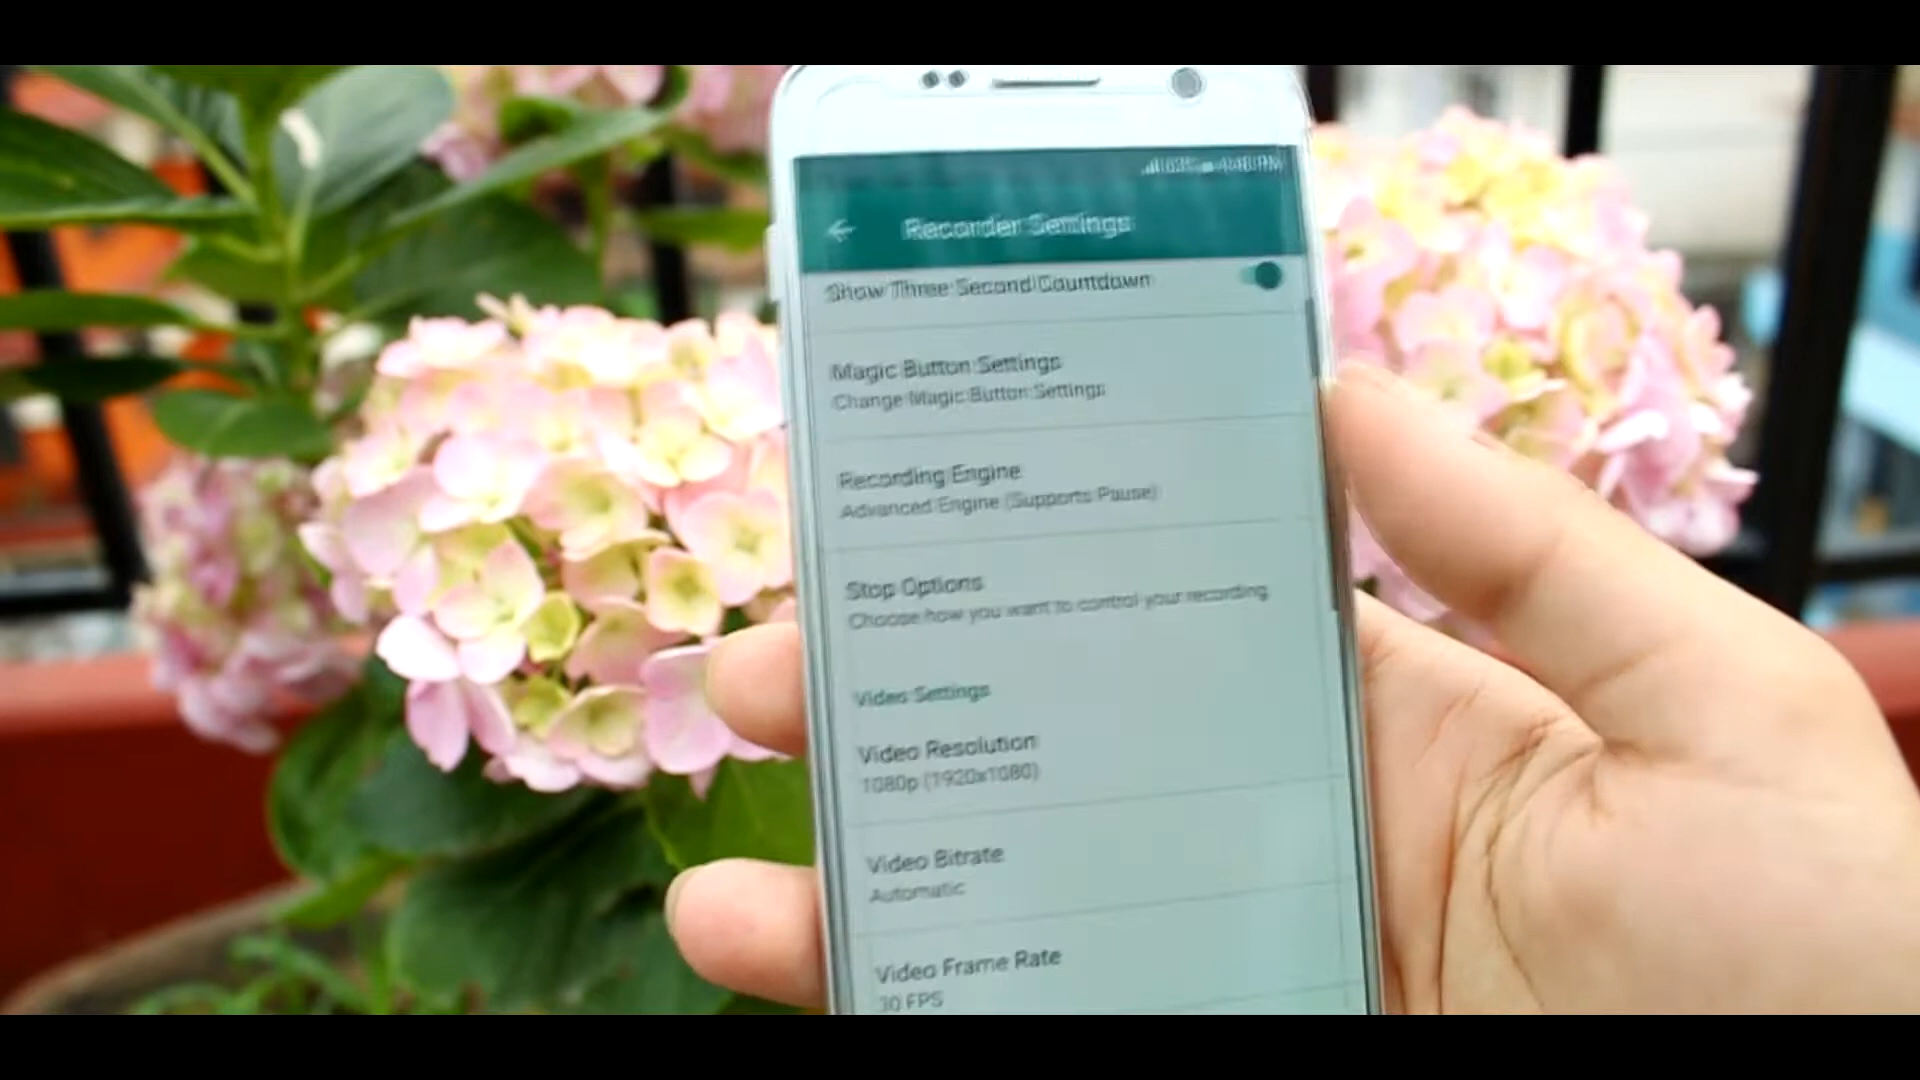 Recorder Settings
Show Three Second Countdown
Magic Button Settings
Change Magic Button Settings
Recording Engine
Advanced Engine (Supports Pause)
Stop Options
Choose how you want to control your recording
Video Settings
Video Resolution
1080p (1920x1080)
Video Bitrate
Automatic
Video Frame Rate
30 FPS